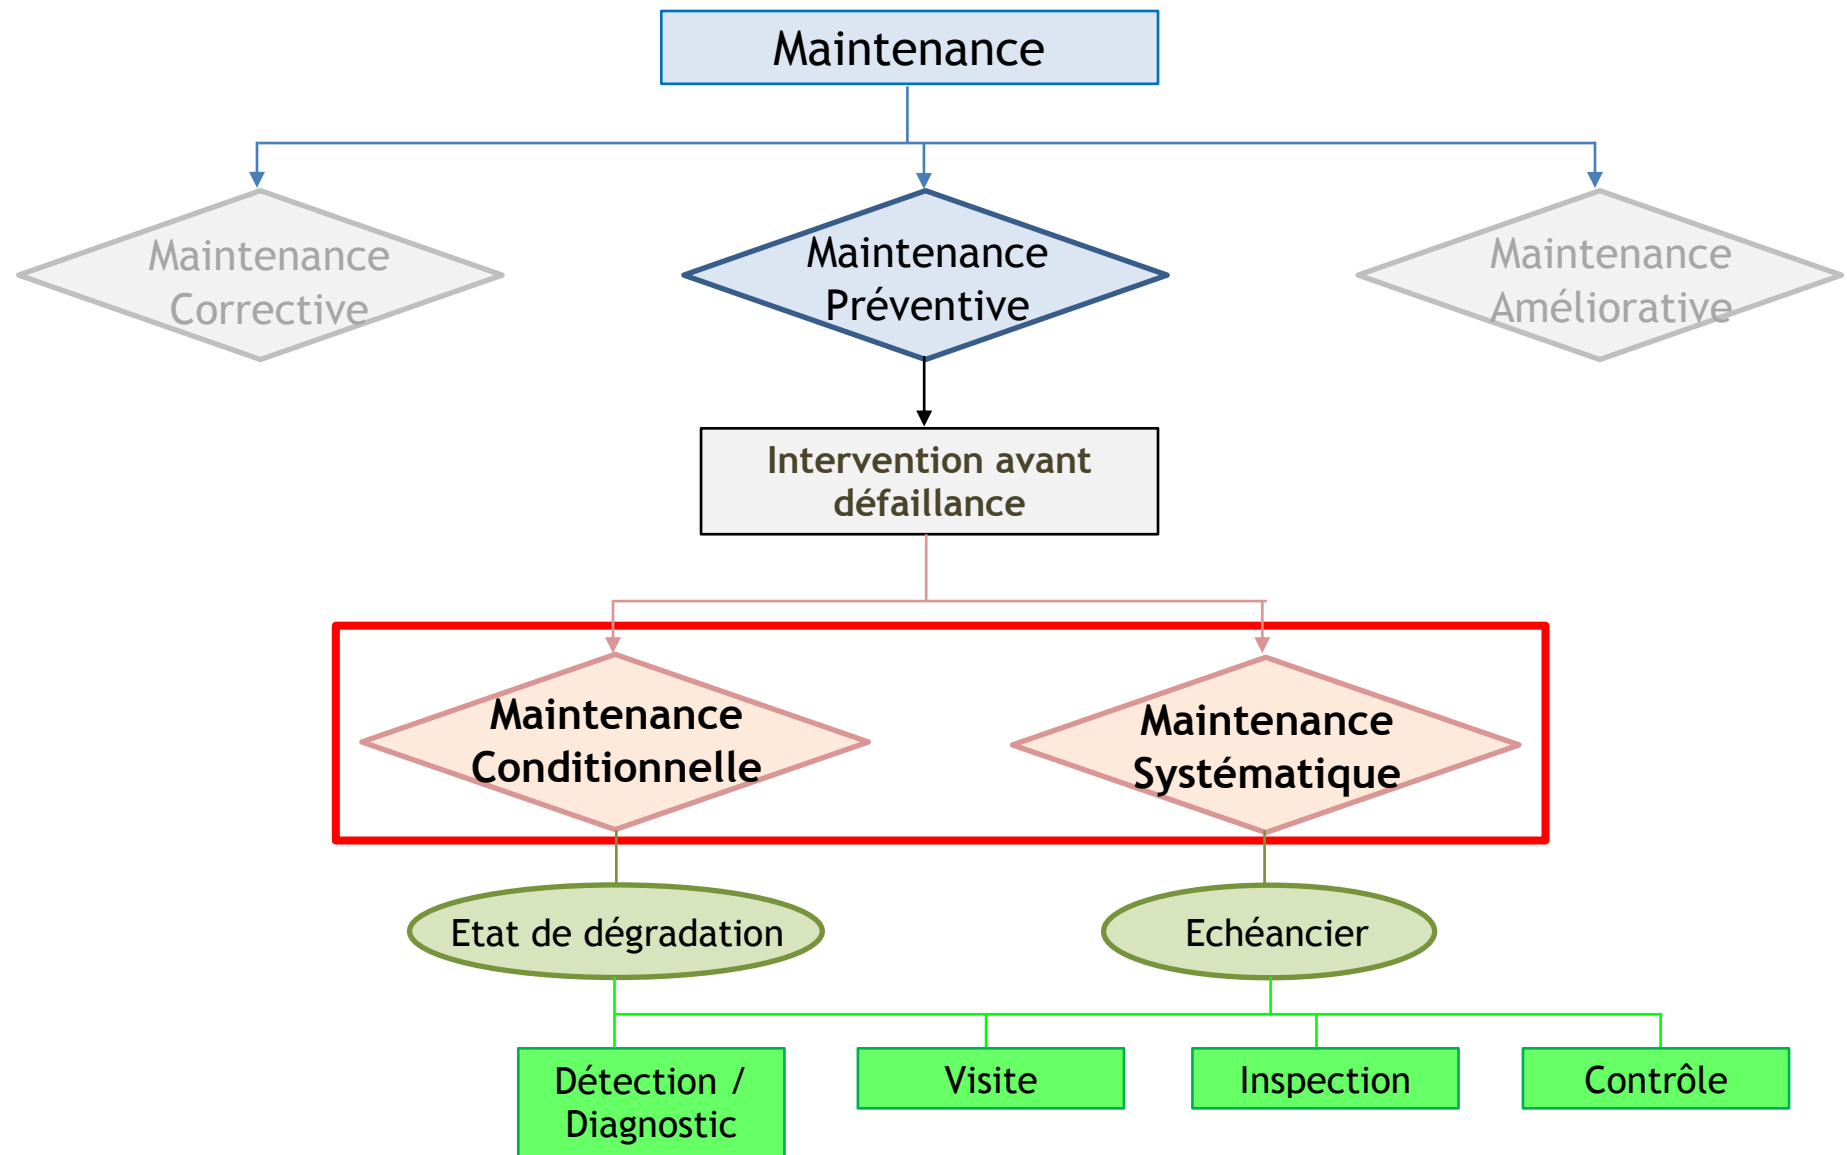 Maintenance
Maintenance
Corrective
Maintenance
Préventive
Maintenance
Améliorative
Intervention avant
défaillance
Maintenance
Conditionnelle
Maintenance
Systématique
Etat de dégradation
Echéancier
Détection /
Diagnostic
Visite
Inspection
Contrôle